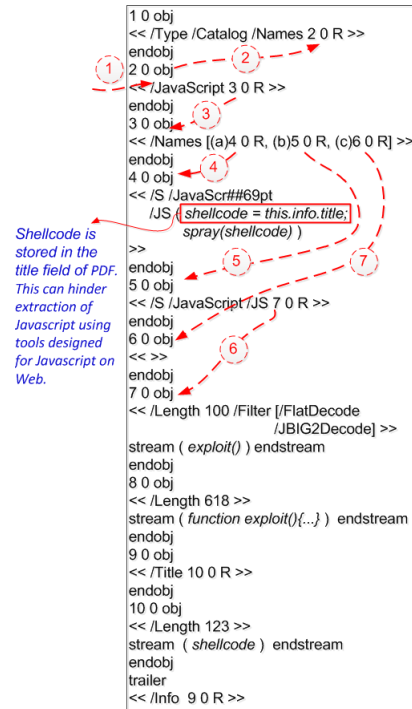 1 0 obj
<< /Type /Catalog /Names 2 0 R >>
endobj
2 0 obj
<< /JavaScript 3 0 R >>
endobj
3 0 obj
<< /Names [(a)4 0 R, (b)5 0 R, (c)6 0 R] >>
endobj
4 0 obj
<< /S /JavaScr##69pt
/JS ( shellcode = this.info.title;
spray(shellcode) )
>>
endobj
5 0 obj
<< /S /JavaScript /JS 7 0 R >>
endobj
6 0 obj
<< >>
endobj
7 0 obj
<< /Length 100 /Filter [/FlatDecode
/JBIG2Decode] >>
stream ( exploit() ) endstream
endobj
8 0 obj
<< /Length 618 >>
stream ( function exploit(){...} ) endstream
endobj
9 0 obj
<< /Title 10 0 R >>
endobj
10 0 obj
<< /Length 123 >>
stream ( shellcode ) endstream
endobj
trailer
<< /Info 9 0 R >>
1
2
3
4
5
7
6
Shellcode is
stored in the
title field of PDF.
This can hinder
extraction of
Javascript using
tools designed
for Javascript on
Web.